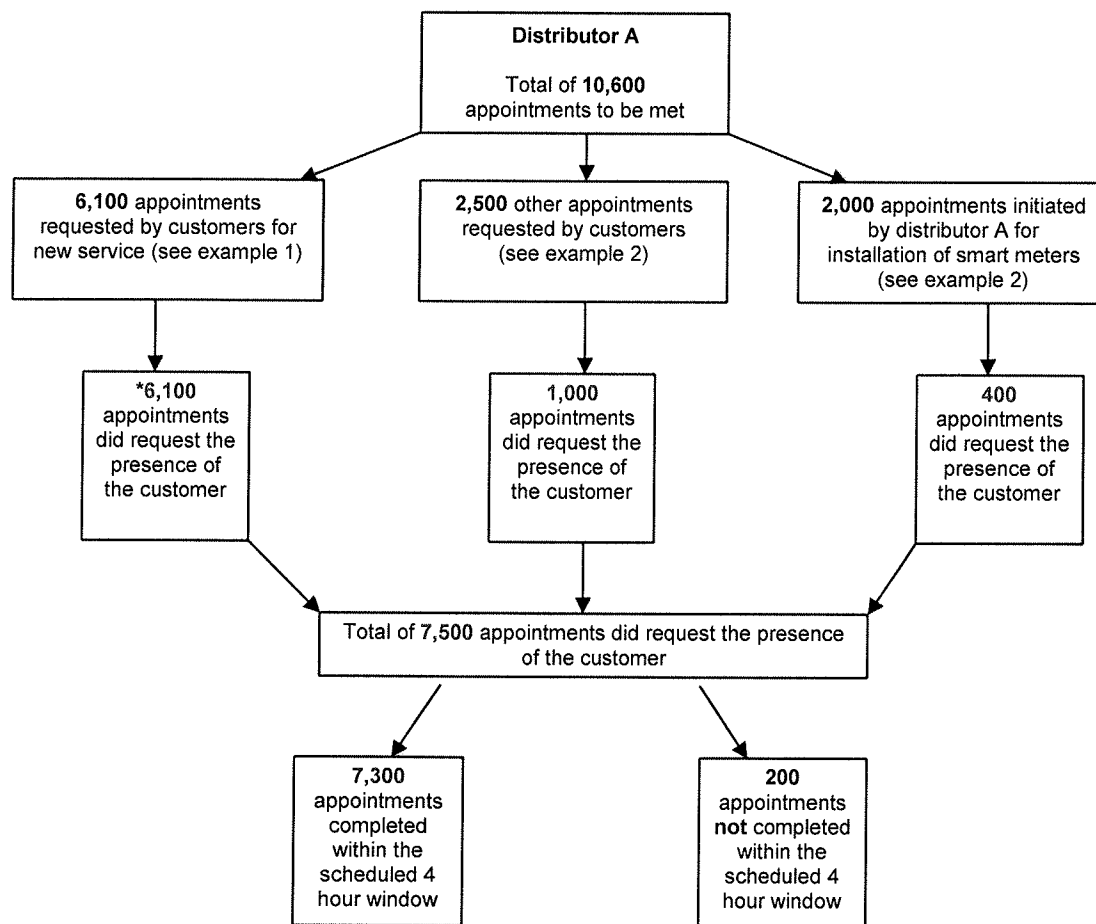 Distributor A
Total of 10,600
appointments to be met
6,100 appointments
requested by customers for
new service (see example 1)
2,500 other appointments
requested by customers
(see example 2)
2,000 appointments initiated
by distributor A for
installation of smart meters
(see example 2)
*6,100
appointments
did request the
presence of
the customer
1,000
appointments
did request the
presence of
the customer
400
appointments
did request the
presence of
the customer
Total of 7,500 appointments did request the presence
of the customer
7,300
appointments
completed
within the
scheduled 4
hour window
200
appointments
not completed
within the
scheduled 4
hour window